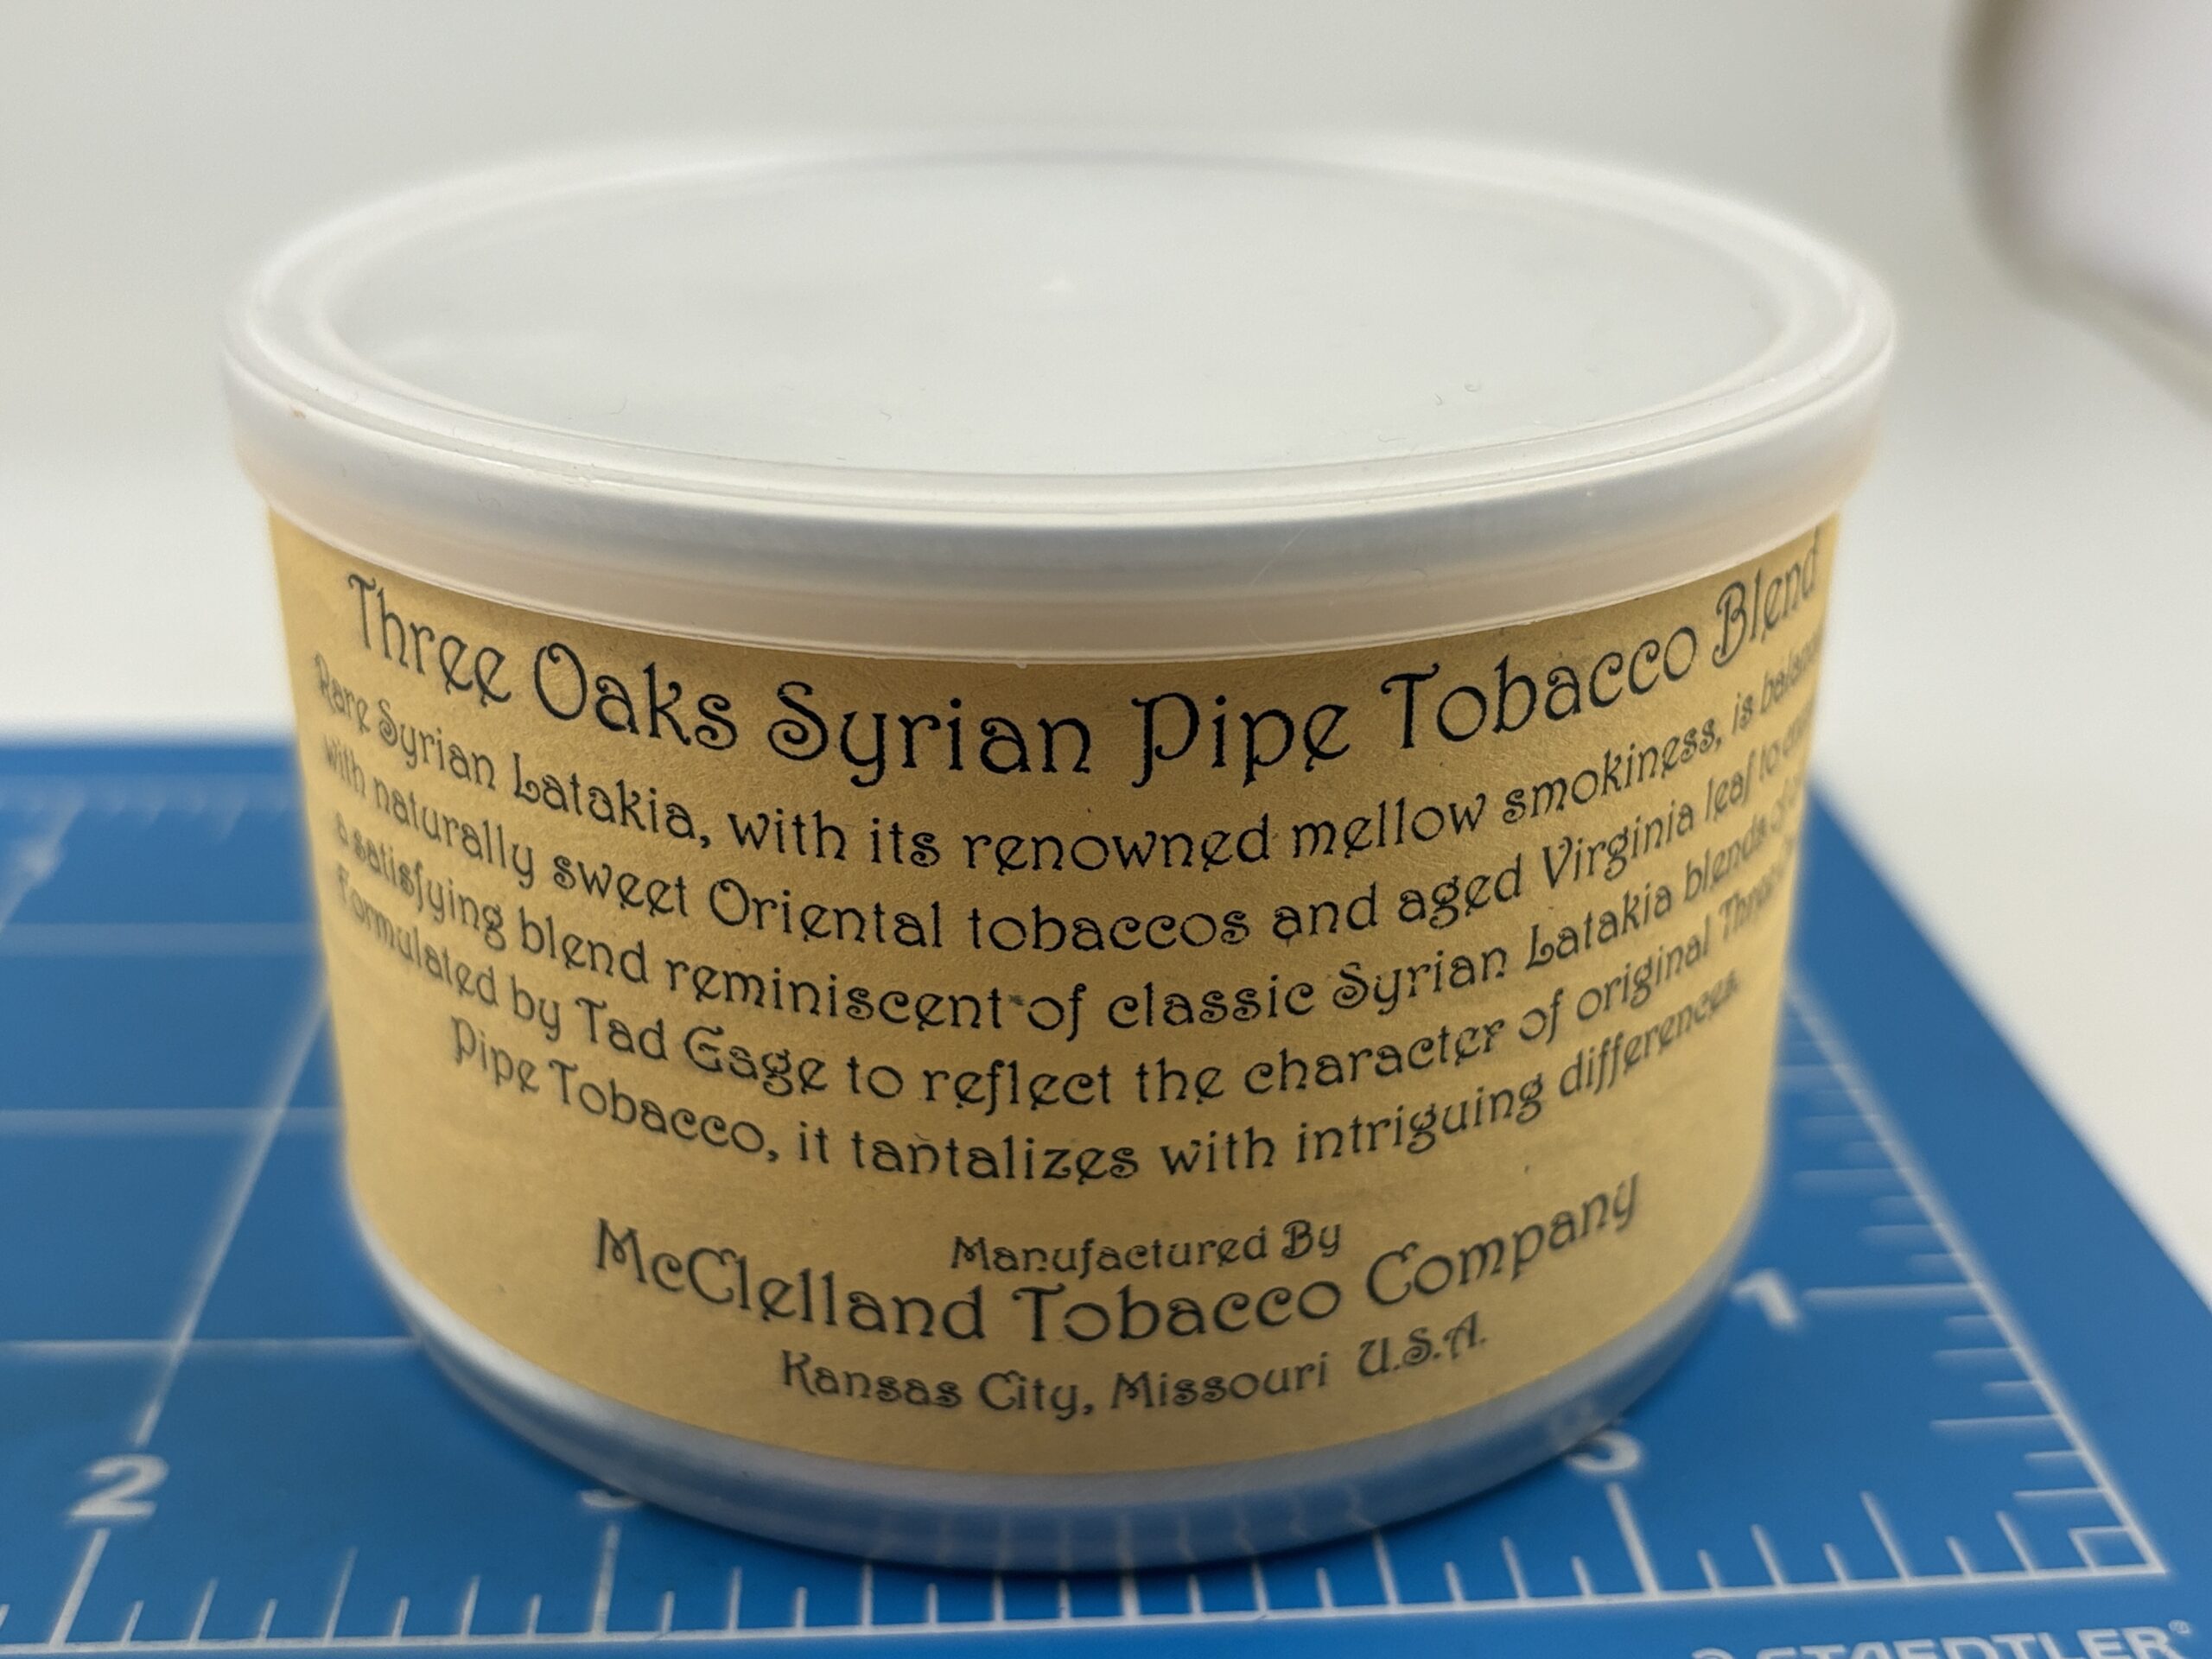 Three Oaks Syrian Pipe Tobacco Blend
Rare Syrian Latakia, with its renowned mellow smokiness, is
with naturally sweet Oriental tobaccos and aged Virginia leaf to
a satisfying blend reminiscent of classic Syrian Latakia blends of
Formulated by Tad Gage to reflect the character of original
Pipe Tobacco, it tantalizes with intriguing differences.
Manufactured By
McClelland Tobacco Company
Kansas City, Missouri U.S.A.
1
2
STAEDTLER®